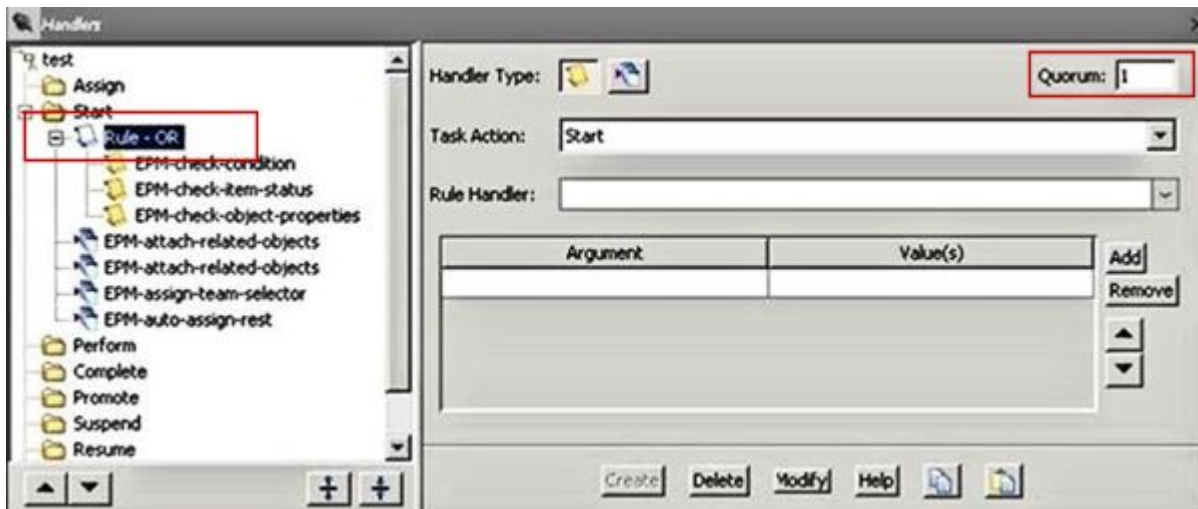 Handlers
test
Assign
Start
Rule - OR
EPM-check-condition
EPM-check-item-status
EPM-check-object-properties
EPM-attach-related-objects
EPM-attach-related-objects
EPM-assign-team-selector
EPM-auto-assign-rest
Perform
Complete
Promote
Suspend
Resume
Handler Type:
Quorum: 1
Task Action: Start
Rule Handler:
Argument Value(s)
Add
Remove
Create Delete Modify Help